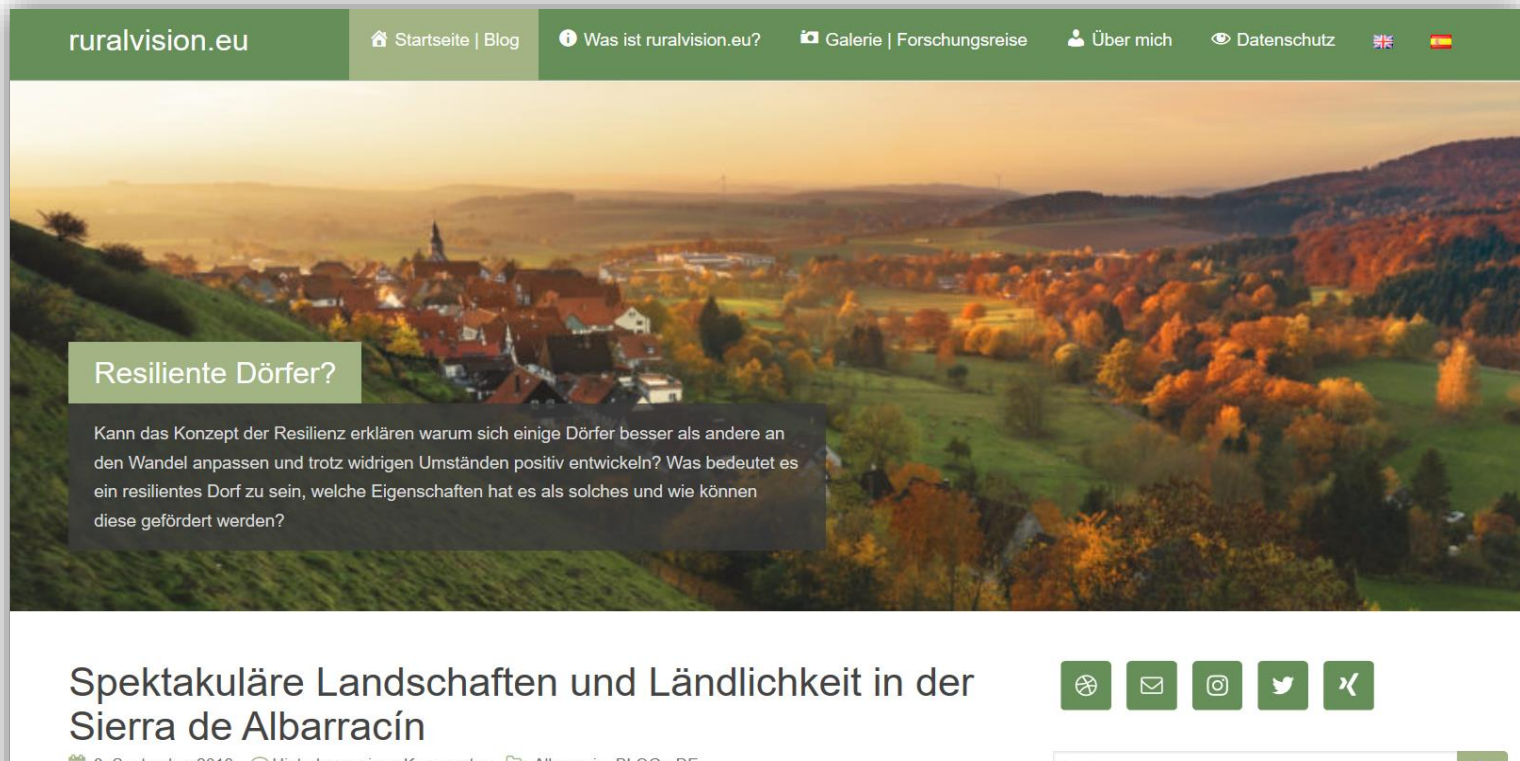 ruralvision.eu
Startseite | Blog
Was ist ruralvision.eu?
Galerie | Forschungsreise
Über mich
Datenschutz
Resiliente Dörfer?
Kann das Konzept der Resilienz erklären warum sich einige Dörfer besser als andere an
den Wandel anpassen und trotz widrigen Umständen positiv entwickeln? Was bedeutet es
ein resilientes Dorf zu sein, welche Eigenschaften hat es als solches und wie können
diese gefördert werden?
Spektakuläre Landschaften und Ländlichkeit in der
Sierra de Albarracín